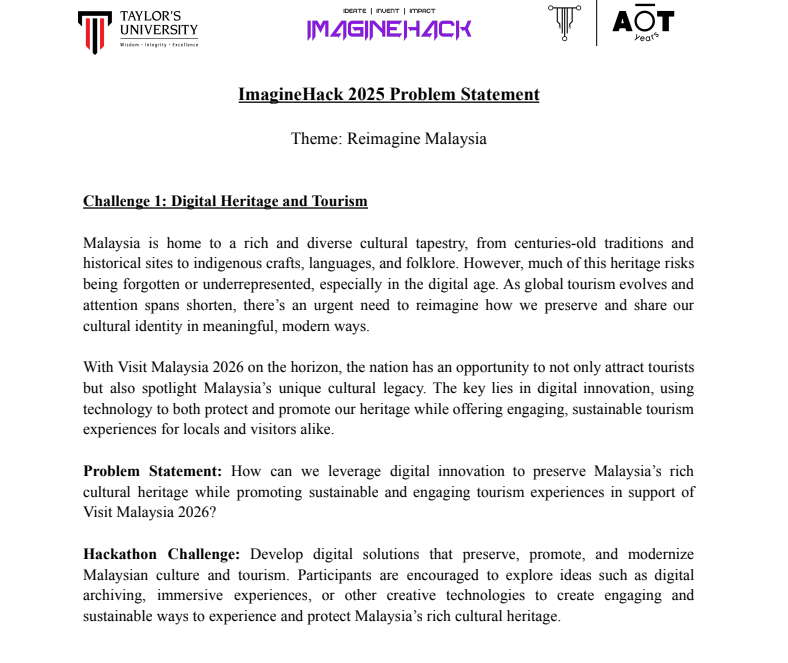 TAYLOR'S
UNIVERSITY
Wisdom • Integrity • Excellence
IDEATE | INVENT | IMPACT
IMAGINEHACK
AOT
years
ImagineHack 2025 Problem Statement
Theme: Reimagine Malaysia
Challenge 1: Digital Heritage and Tourism
Malaysia is home to a rich and diverse cultural tapestry, from centuries-old traditions and
historical sites to indigenous crafts, languages, and folklore. However, much of this heritage risks
being forgotten or underrepresented, especially in the digital age. As global tourism evolves and
attention spans shorten, there’s an urgent need to reimagine how we preserve and share our
cultural identity in meaningful, modern ways.
With Visit Malaysia 2026 on the horizon, the nation has an opportunity to not only attract tourists
but also spotlight Malaysia’s unique cultural legacy. The key lies in digital innovation, using
technology to both protect and promote our heritage while offering engaging, sustainable tourism
experiences for locals and visitors alike.
Problem Statement: How can we leverage digital innovation to preserve Malaysia’s rich
cultural heritage while promoting sustainable and engaging tourism experiences in support of
Visit Malaysia 2026?
Hackathon Challenge: Develop digital solutions that preserve, promote, and modernize
Malaysian culture and tourism. Participants are encouraged to explore ideas such as digital
archiving, immersive experiences, or other creative technologies to create engaging and
sustainable ways to experience and protect Malaysia’s rich cultural heritage.